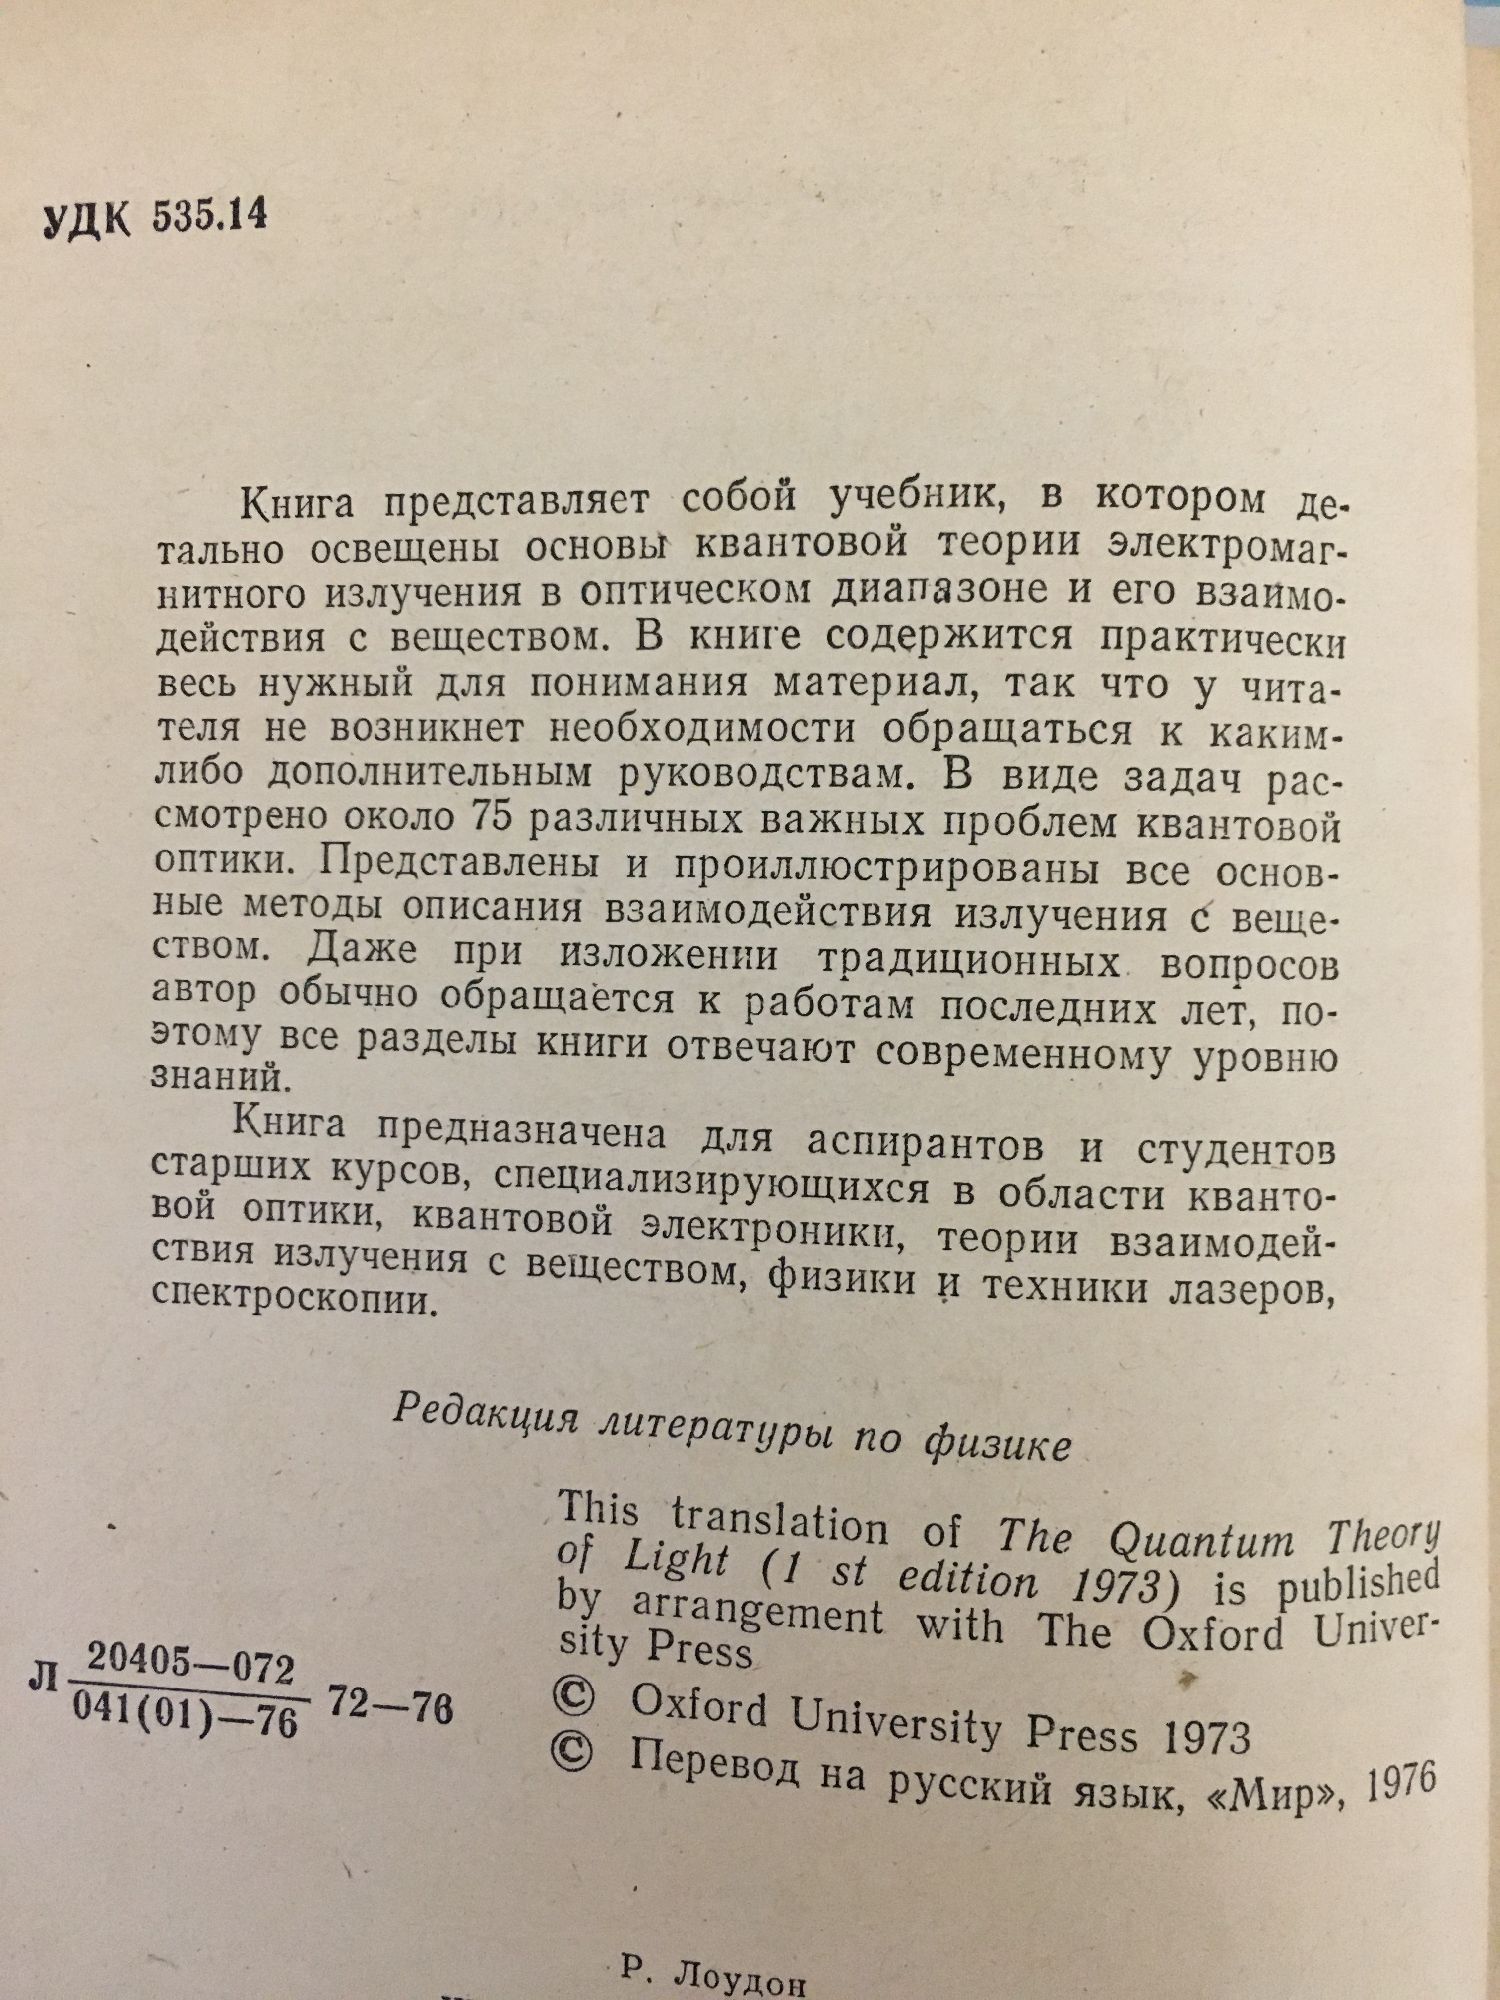 УДК 535.14
Книга представляет собой учебник, в котором де-
тально освещены основы квантовой теории электромаг-
нитного излучения в оптическом диапазоне и его взаимо-
действия с веществом. В книге содержится практически
весь нужный для понимания материал, так что у чита-
теля не возникнет необходимости обращаться к каким-
либо дополнительным руководствам. В виде задач рас-
смотрено около 75 различных важных проблем квантовой
оптики. Представлены и проиллюстрированы все основ-
ные методы описания взаимодействия излучения с веще-
ством. Даже при изложении традиционных вопросов
автор обычно обращается к работам последних лет, по-
этому все разделы книги отвечают современному уровню
знаний.
Книга предназначена для аспирантов и студентов
старших курсов, специализирующихся в области кванто-
вой оптики, квантовой электроники, теории взаимодей-
ствия излучения с веществом, физики и техники лазеров,
спектроскопии.
Редакция литературы по физике
This translation of The Quantum Theory
of Light (1 st edition 1973) is published
by arrangement with The Oxford Univer-
sity Press
Л 20405—072
041(01)—76 72—76
© Oxford University Press 1973
© Перевод на русский язык, «Мир», 1976
Р. Лоудон